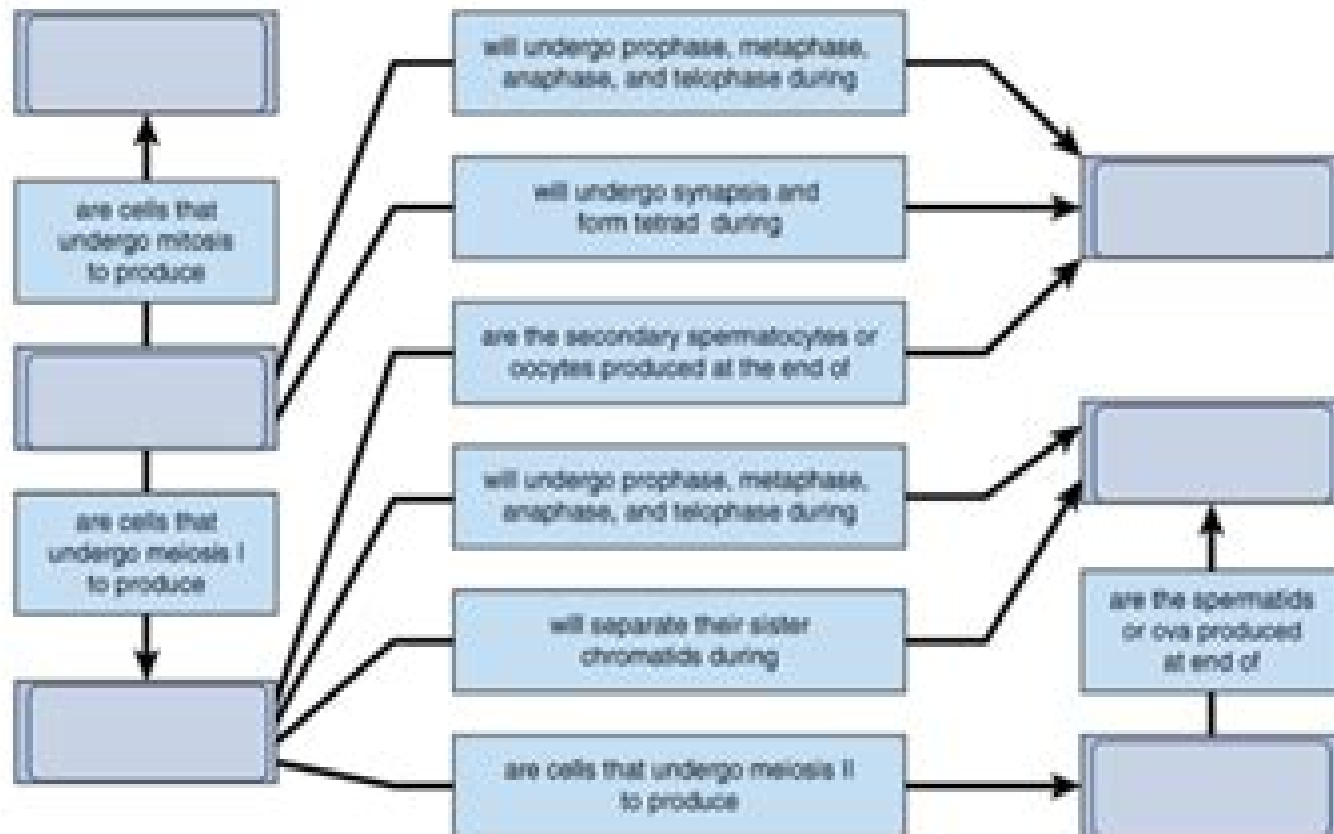 will undergo prophase, metaphase,
anaphase, and telophase during
are cells that
undergo mitosis
to produce
will undergo synapsis and
form tetrad during
are the secondary spermatocytes or
oocytes produced at the end of
will undergo prophase, metaphase,
anaphase, and telophase during
are cells that
undergo meiosis I
to produce
will separate their sister
chromatids during
are the spermatids
or ova produced
at end of
are cells that undergo meiosis II
to produce